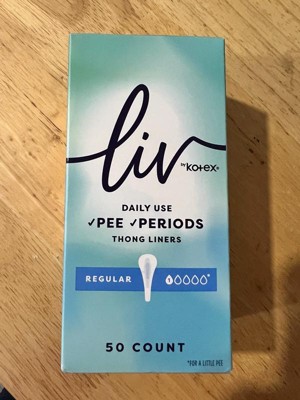 liv
by kotex®
DAILY USE
✓PEE ✓PERIODS
THONG LINERS
REGULAR
*
50 COUNT
*FOR A LITTLE PEE